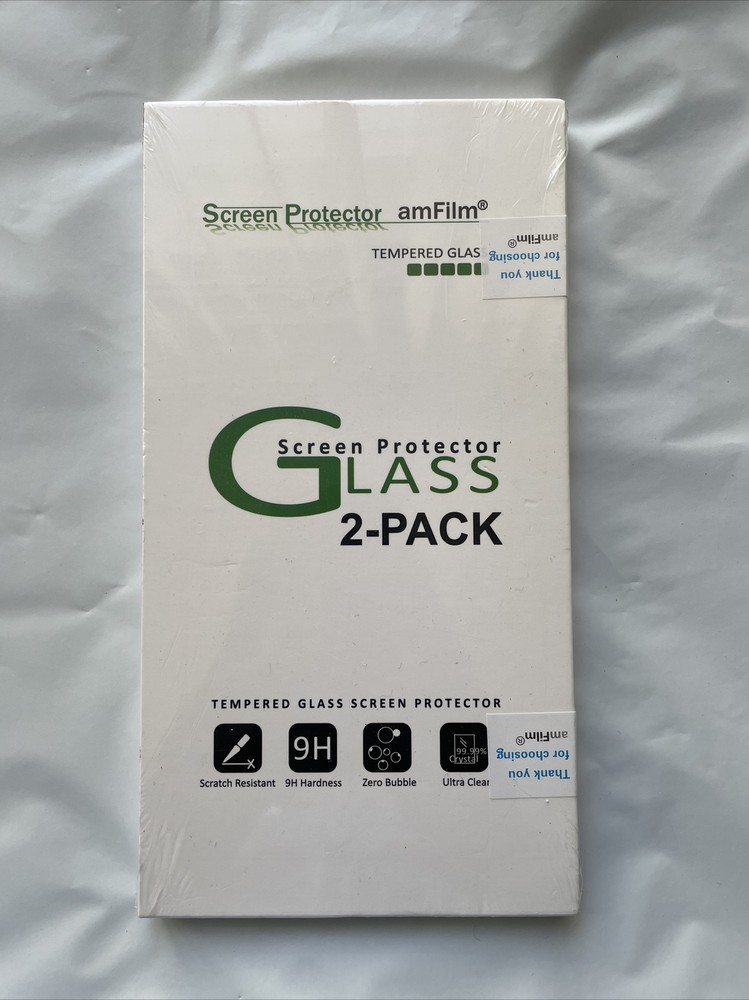 Screen Protector amFilm®
TEMPERED GLAS
Thank you
for choosing
amFilm®
Screen Protector
GLASS
2-PACK
TEMPERED GLASS SCREEN PROTECTOR
9H
99.99%
Crystal
Scratch Resistant 9H Hardness Zero Bubble Ultra Clear
Thank you
for choosing
amFilm®